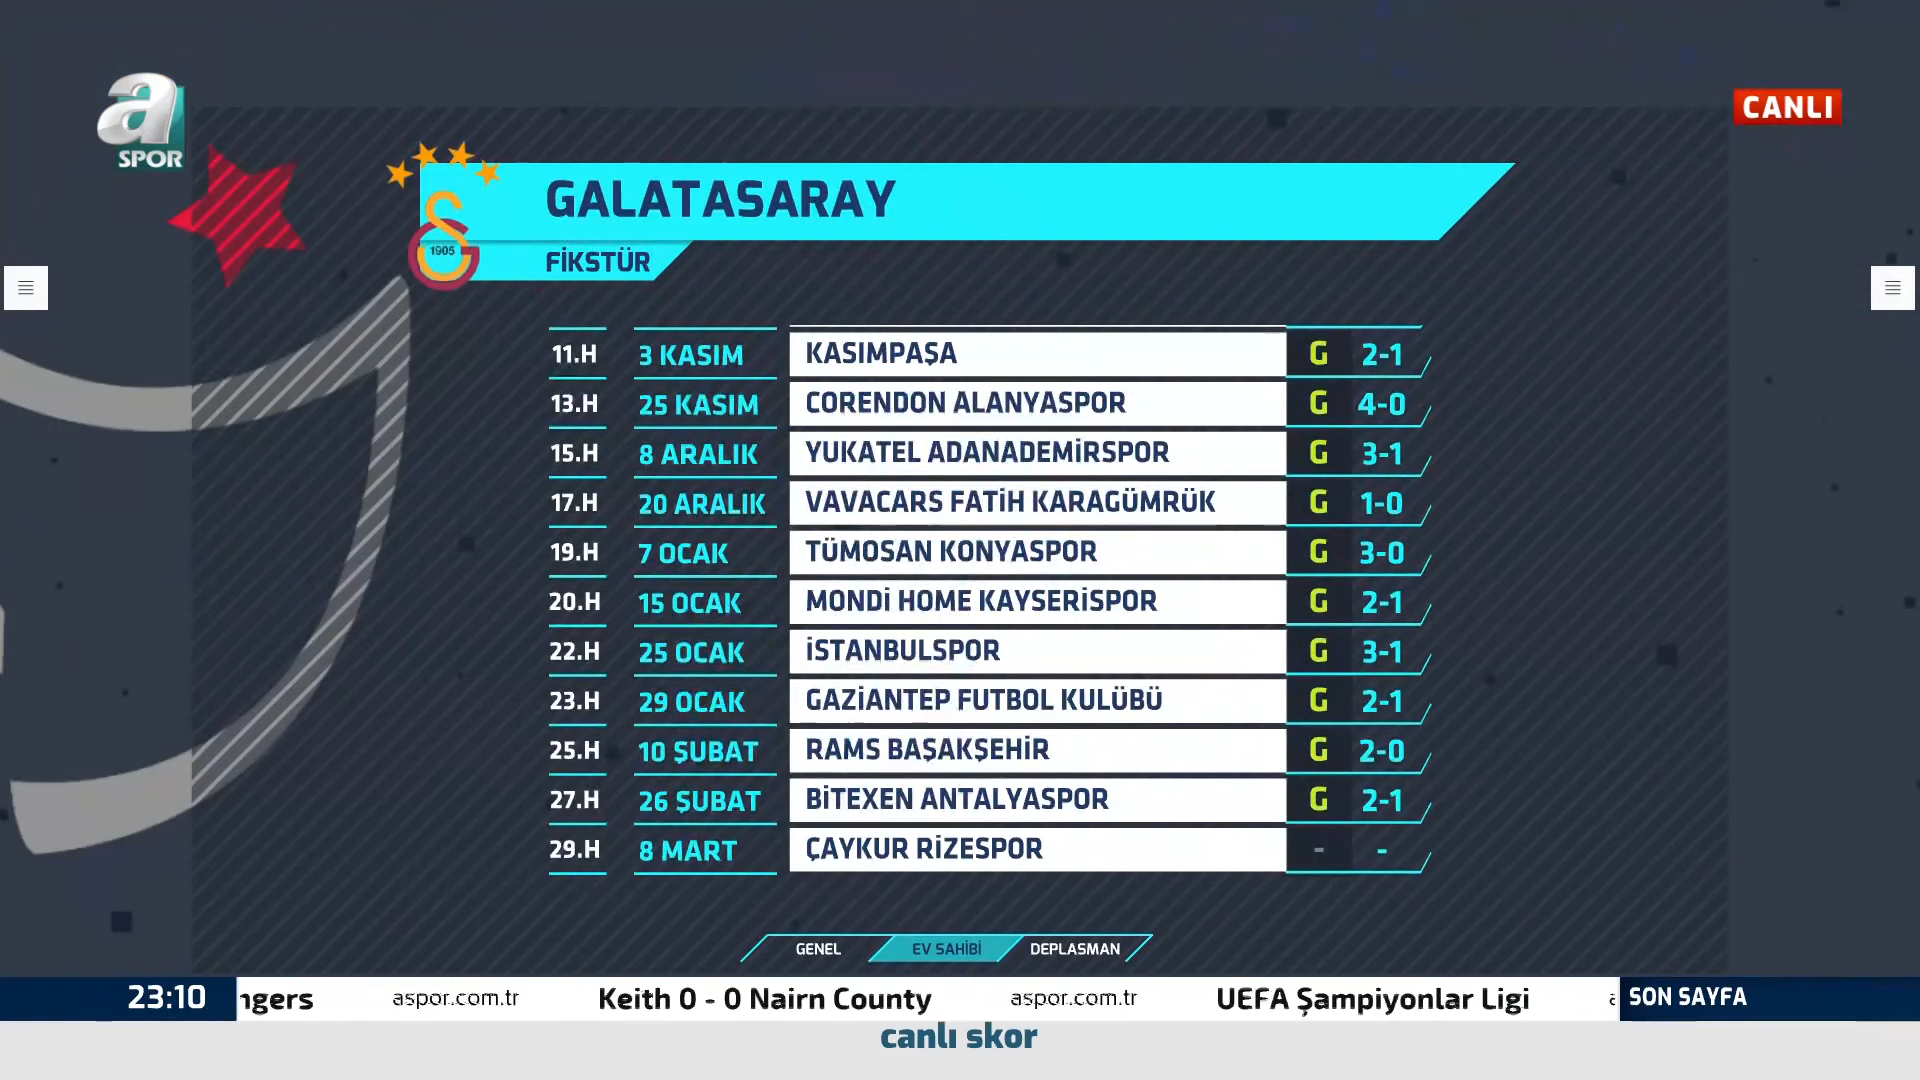 a
SPOR
CANLI
GALATASARAY
1905
FİKSTÜR
11.H 3 KASIM KASIMPAŞA G 2-1
13.H 25 KASIM CORENDON ALANYASPOR G 4-0
15.H 8 ARALIK YUKATEL ADANADEMİRSPOR G 3-1
17.H 20 ARALIK VAVACARS FATİH KARAGÜMRÜK G 1-0
19.H 7 OCAK TÜMOSAN KONYASPOR G 3-0
20.H 15 OCAK MONDİ HOME KAYSERİSPOR G 2-1
22.H 25 OCAK İSTANBULSPOR G 3-1
23.H 29 OCAK GAZİANTEP FUTBOL KULÜBÜ G 2-1
25.H 10 ŞUBAT RAMS BAŞAKŞEHİR G 2-0
27.H 26 ŞUBAT BİTEXEN ANTALYASPOR G 2-1
29.H 8 MART ÇAYKUR RİZESPOR - -
GENEL EV SAHİBİ DEPLASMAN
23:10 ngers aspor.com.tr Keith 0 - 0 Nairn County aspor.com.tr UEFA Şampiyonlar Ligi SON SAYFA
canlı skor